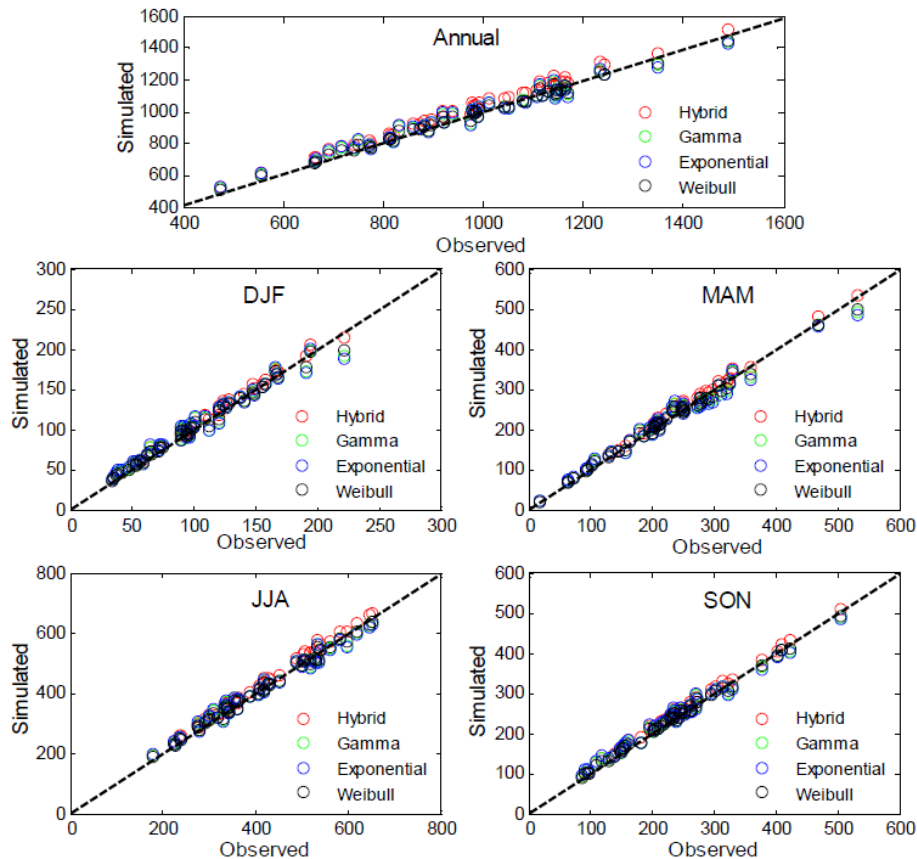 Annual
Simulated
1600
1400
1200
1000
800
600
400
400 600 800 1000 1200 1400 1600
Observed
Hybrid
Gamma
Exponential
Weibull
DJF
Simulated
300
250
200
150
100
50
0
0 50 100 150 200 250 300
Observed
Hybrid
Gamma
Exponential
Weibull
MAM
Simulated
600
500
400
300
200
100
0
0 100 200 300 400 500 600
Observed
Hybrid
Gamma
Exponential
Weibull
JJA
Simulated
800
600
400
200
0
0 200 400 600 800
Observed
Hybrid
Gamma
Exponential
Weibull
SON
Simulated
600
500
400
300
200
100
0
0 100 200 300 400 500 600
Observed
Hybrid
Gamma
Exponential
Weibull